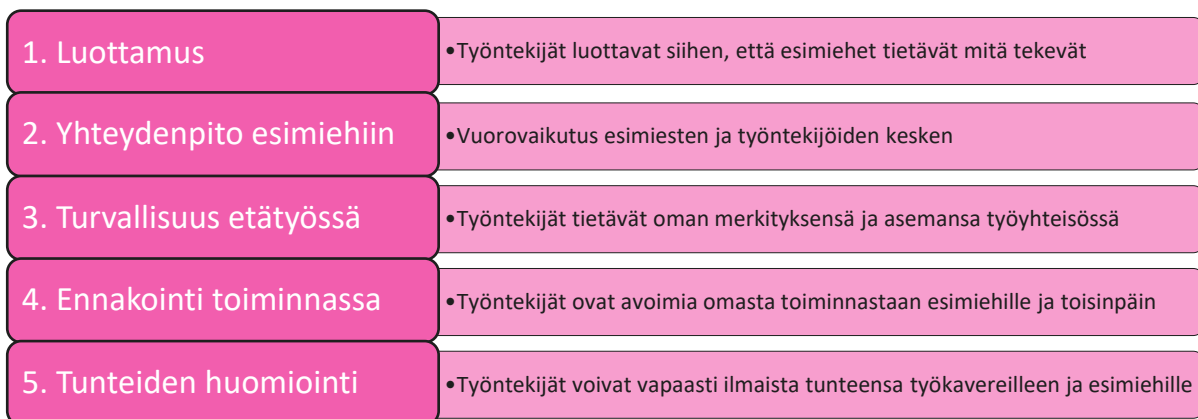 1. Luottamus
•Työntekijät luottavat siihen, että esimiehet tietävät mitä tekevät
2. Yhteydenpito esimiehiin
•Vuorovaikutus esimiesten ja työntekijöiden kesken
3. Turvallisuus etätyössä
•Työntekijät tietävät oman merkityksensä ja asemansa työyhteisössä
4. Ennakointi toiminnassa
•Työntekijät ovat avoimia omasta toiminnastaan esimiehille ja toisinpäin
5. Tunteiden huomiointi
•Työntekijät voivat vapaasti ilmaista tunteensa työkavereilleen ja esimiehille